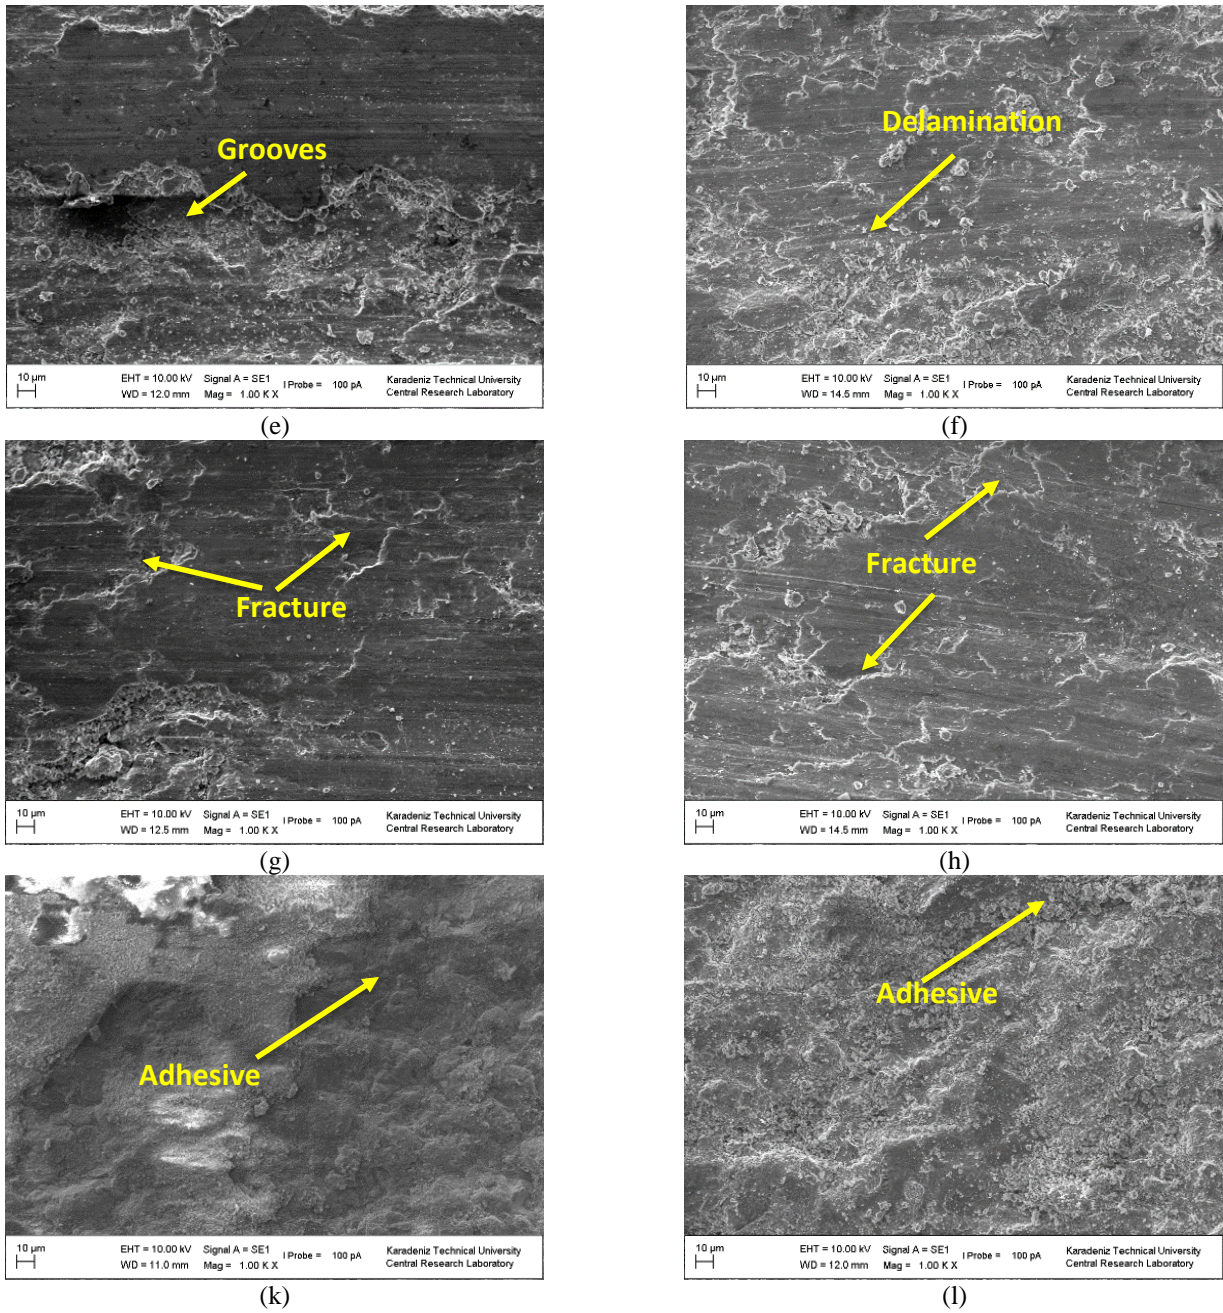 Grooves
10 µm EHT = 10.00 kV Signal A = SE1 I Probe = 100 pA Karadeniz Technical University
WD = 12.0 mm Mag = 1.00 K X Central Research Laboratory
(e)
Delamination
10 µm EHT = 10.00 kV Signal A = SE1 I Probe = 100 pA Karadeniz Technical University
WD = 14.5 mm Mag = 1.00 K X Central Research Laboratory
(f)
Fracture
10 µm EHT = 10.00 kV Signal A = SE1 I Probe = 100 pA Karadeniz Technical University
WD = 12.5 mm Mag = 1.00 K X Central Research Laboratory
(g)
Fracture
10 µm EHT = 10.00 kV Signal A = SE1 I Probe = 100 pA Karadeniz Technical University
WD = 14.5 mm Mag = 1.00 K X Central Research Laboratory
(h)
Adhesive
10 µm EHT = 10.00 kV Signal A = SE1 I Probe = 100 pA Karadeniz Technical University
WD = 11.0 mm Mag = 1.00 K X Central Research Laboratory
(k)
Adhesive
10 µm EHT = 10.00 kV Signal A = SE1 I Probe = 100 pA Karadeniz Technical University
WD = 12.0 mm Mag = 1.00 K X Central Research Laboratory
(l)